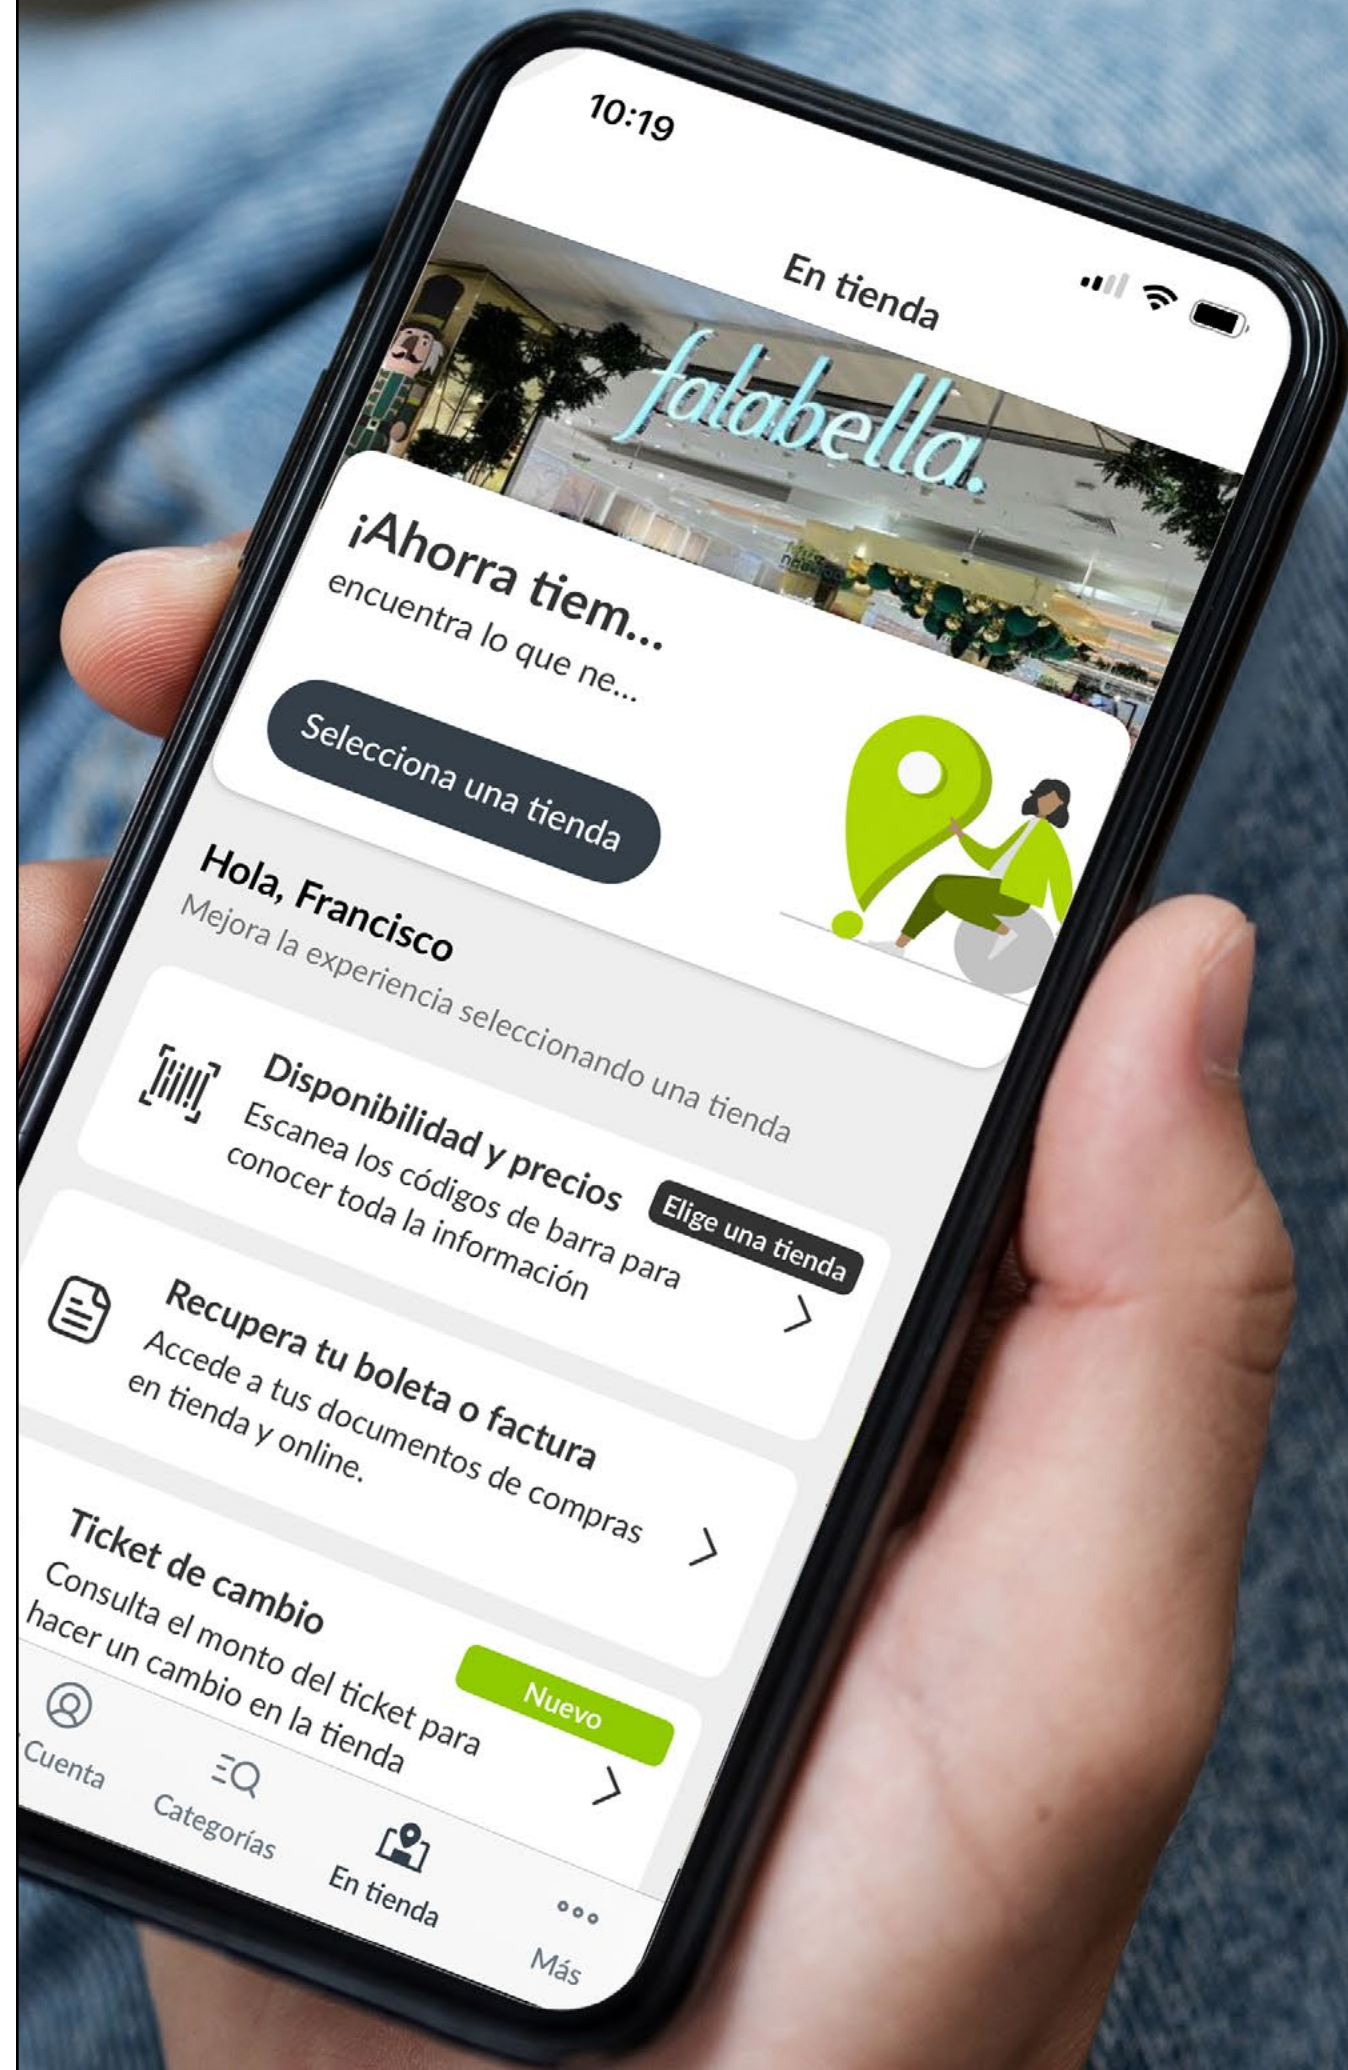 10:19
En tienda
falabella.
¡Ahorra tiem...
encuentra lo que ne...
Selecciona una tienda
Hola, Francisco
Mejora la experiencia seleccionando una tienda
Disponibilidad y precios
Elige una tienda
Escanea los códigos de barra para
conocer toda la información
Recupera tu boleta o factura
Accede a tus documentos de compras
en tienda y online.
Ticket de cambio
Nuevo
Consulta el monto del ticket para
hacer un cambio en la tienda
Cuenta
Categorías
En tienda
Más